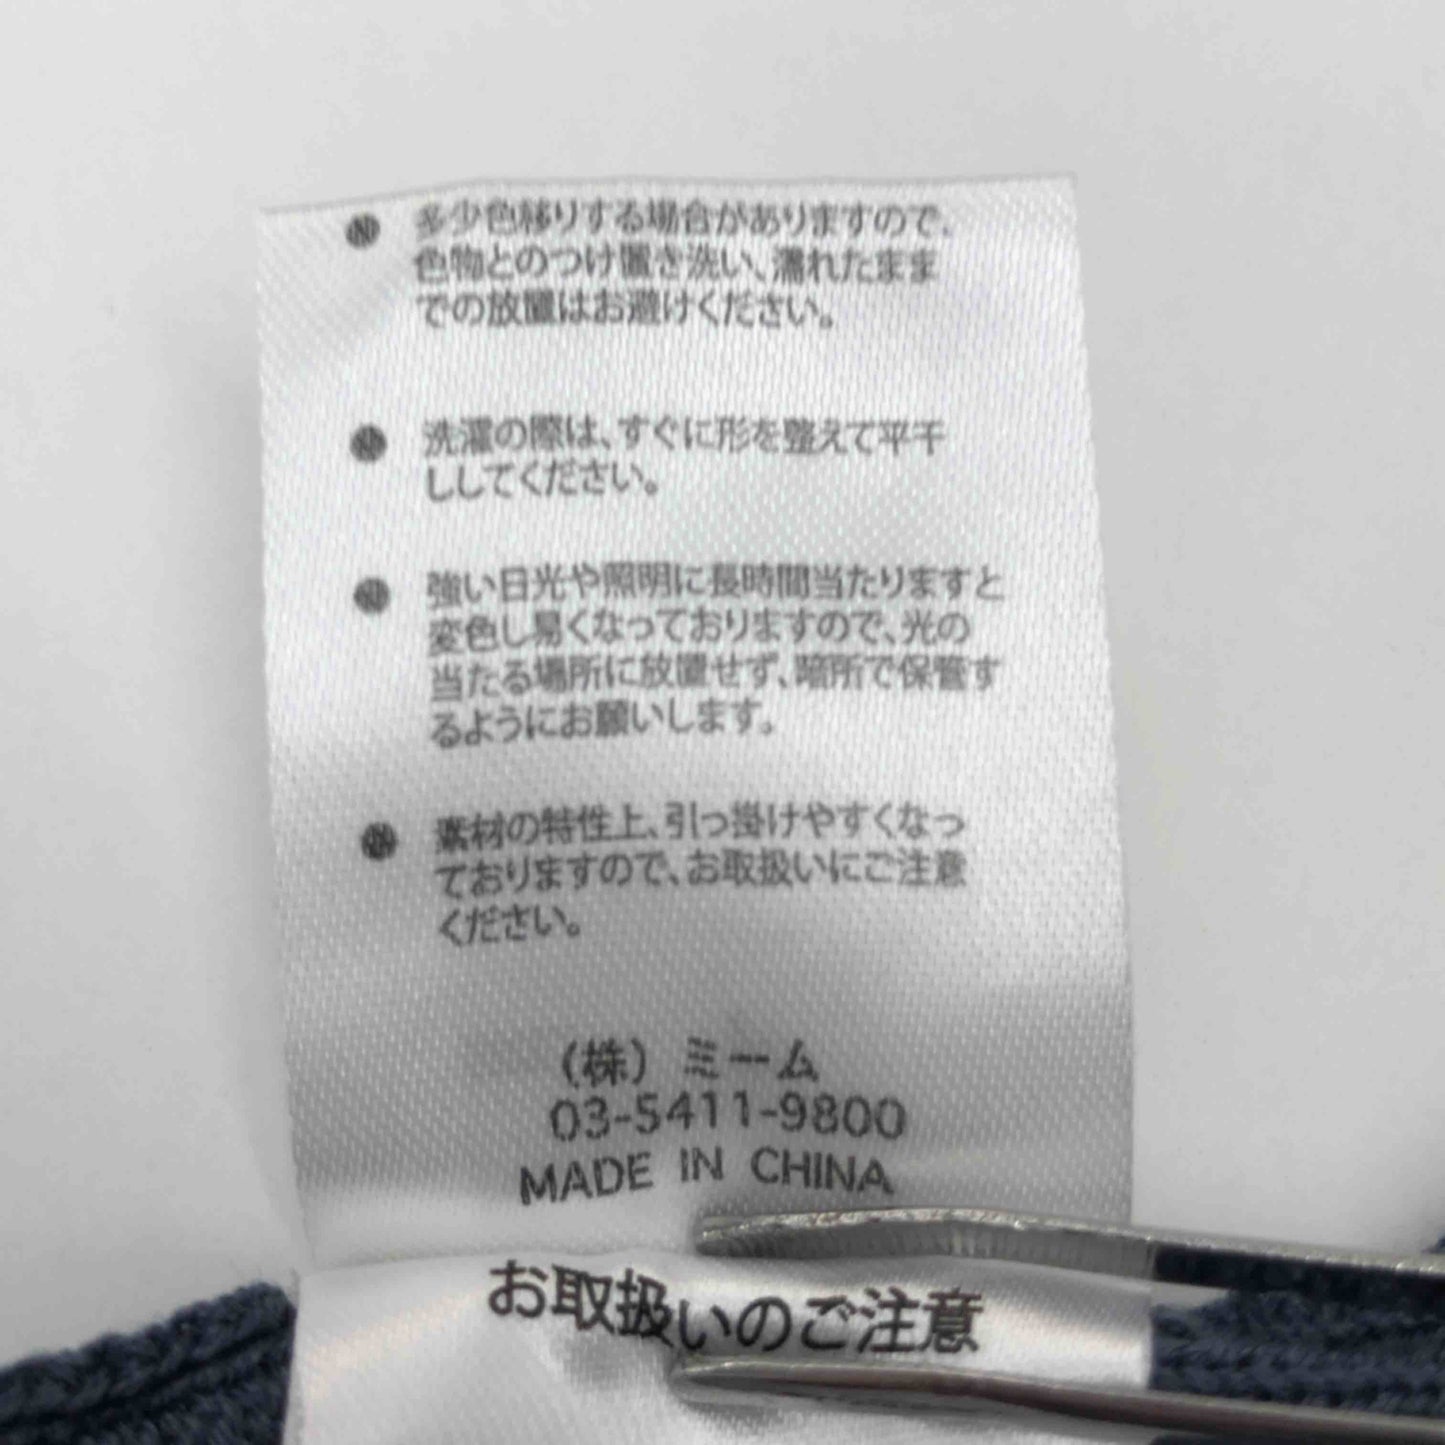 ● 多少色移りする場合がありますので、
色物とのつけ置き洗い、濡れたまま
での放置はお避けください。
● 洗濯の際は、すぐに形を整えて平干
ししてください。
● 強い日光や照明に長時間当たりますと
変色し易くなっておりますので、光の
当たる場所に放置せず、暗所で保管す
るようにお願いします。
● 素材の特性上、引っ掛けやすくなっ
ておりますので、お取扱いにご注意
ください。
(株) ミーム
03-5411-9800
MADE IN CHINA
お取扱いのご注意